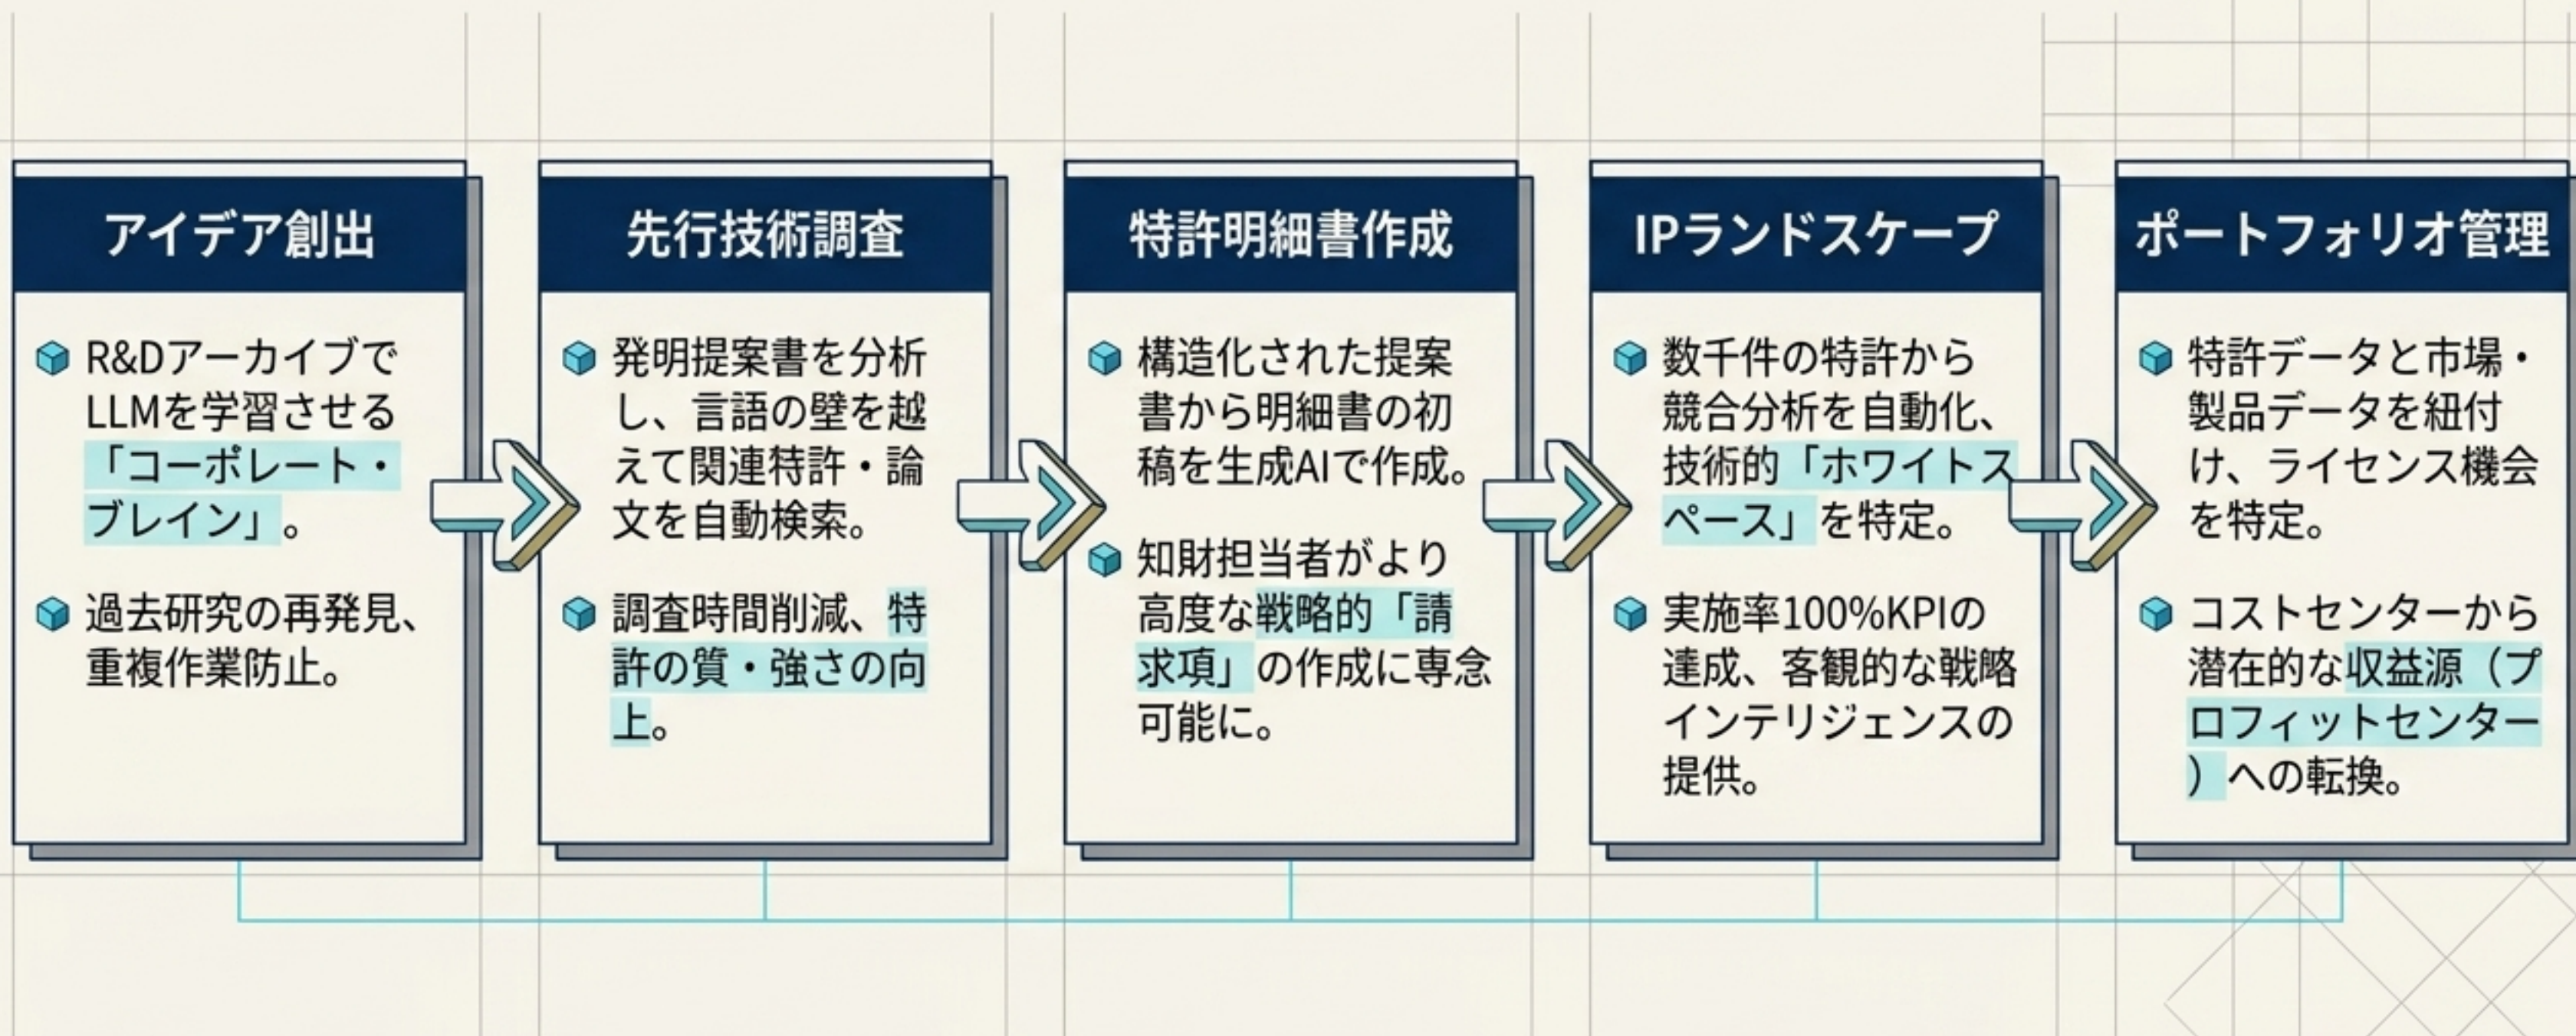 アイデア創出
R&Dアーカイブで
LLMを学習させる
「コーポレート・
ブレイン」。
過去研究の再発見、
重複作業防止。
先行技術調査
発明提案書を分析
し、言語の壁を越
えて関連特許・論
文を自動検索。
調査時間削減、特
許の質・強さの向
上。
特許明細書作成
構造化された提案
書から明細書の初
稿を生成AIで作成。
知財担当者がより
高度な戦略的「請
求項」の作成に専念
可能に。
IPランドスケープ
数千件の特許から
競合分析を自動化、
技術的「ホワイトス
ペース」を特定。
実施率100%KPIの
達成、客観的な戦略
インテリジェンスの
提供。
ポートフォリオ管理
特許データと市場・
製品データを紐付
け、ライセンス機会
を特定。
コストセンターから
潜在的な収益源（プ
ロフィットセンター
）への転換。